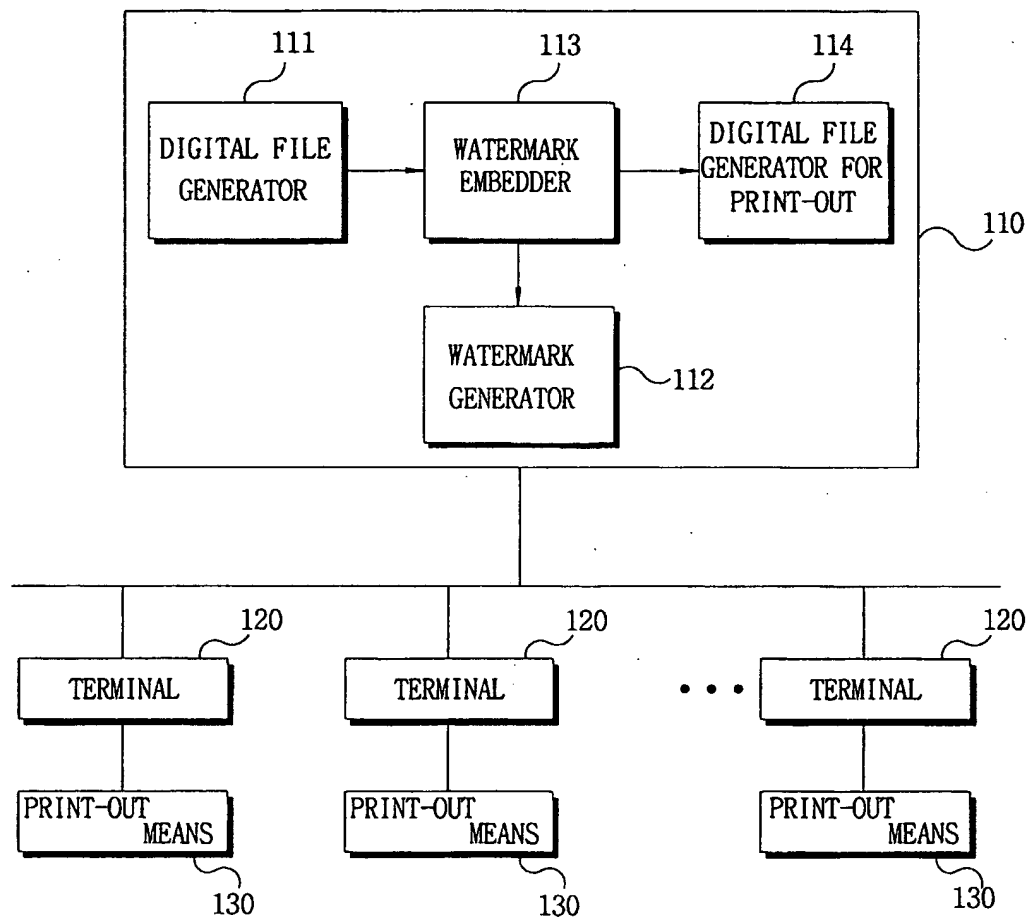 111
113
114
DIGITAL FILE
GENERATOR
WATERMARK
EMBEDDER
DIGITAL FILE
GENERATOR FOR
PRINT-OUT
110
WATERMARK
GENERATOR
112
120
120
120
TERMINAL
TERMINAL
TERMINAL
PRINT-OUT
MEANS
PRINT-OUT
MEANS
PRINT-OUT
MEANS
130
130
130